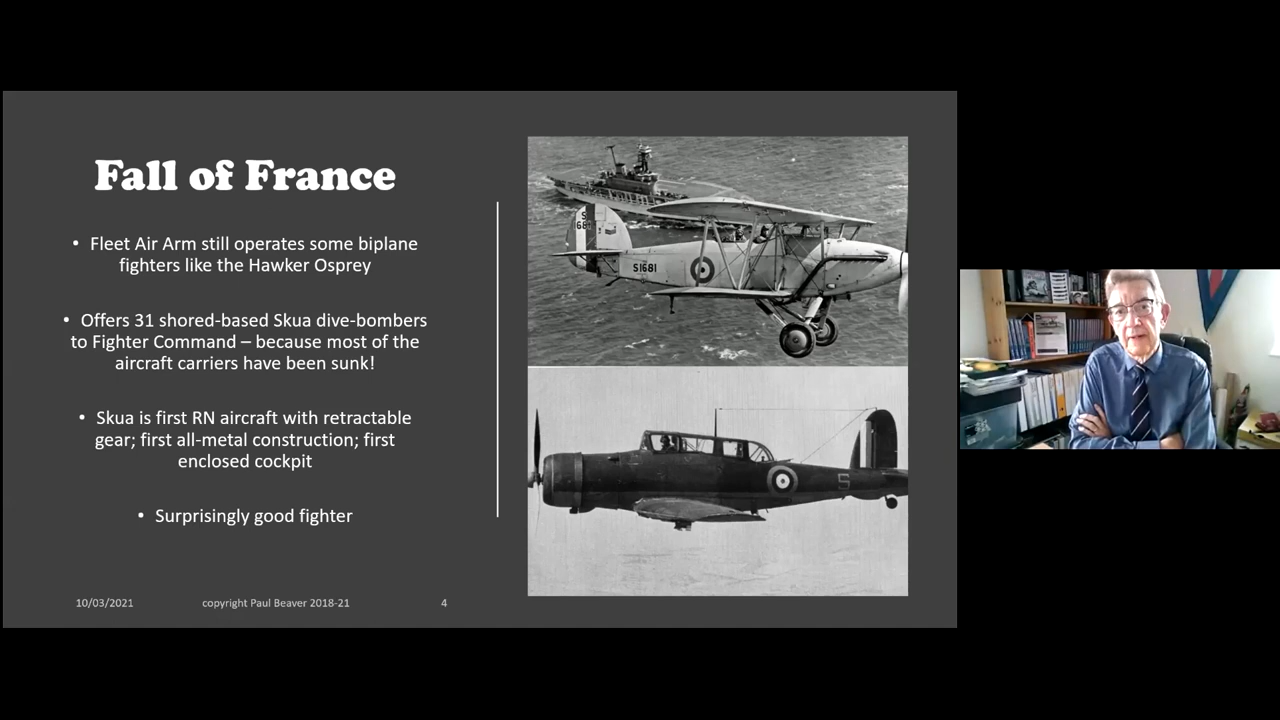 Fall of France
• Fleet Air Arm still operates some biplane
fighters like the Hawker Osprey
• Offers 31 shored-based Skua dive-bombers
to Fighter Command – because most of the
aircraft carriers have been sunk!
• Skua is first RN aircraft with retractable
gear; first all-metal construction; first
enclosed cockpit
• Surprisingly good fighter
10/03/2021 copyright Paul Beaver 2018-21 4
S1681
S